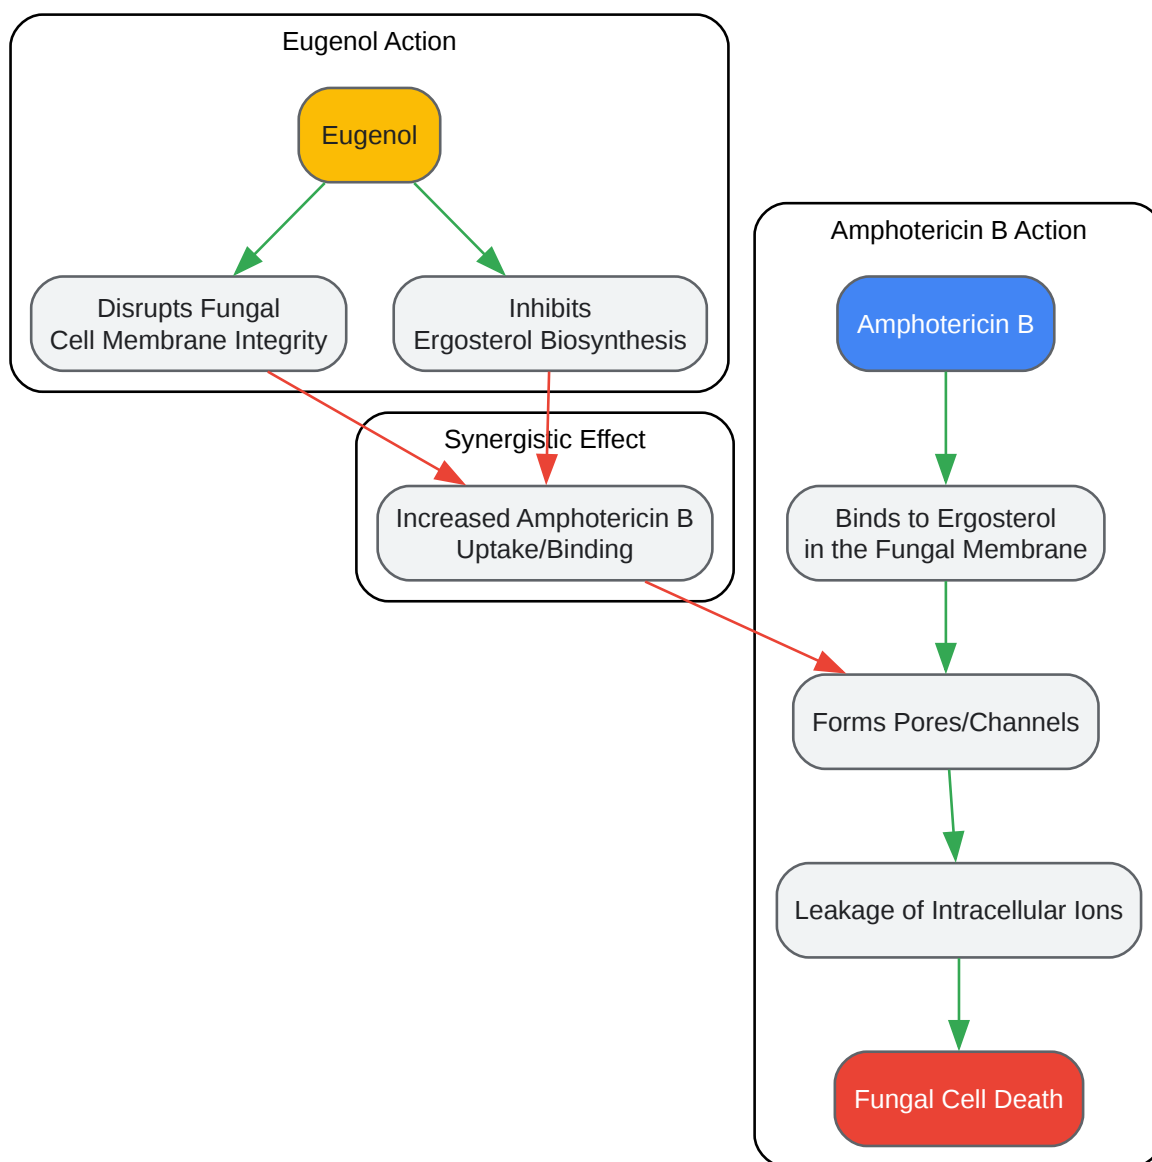 Eugenol Action
Eugenol
Disrupts Fungal
Cell Membrane Integrity
Inhibits
Ergosterol Biosynthesis
Synergistic Effect
Increased Amphotericin B
Uptake/Binding
Amphotericin B Action
Amphotericin B
Binds to Ergosterol
in the Fungal Membrane
Forms Pores/Channels
Leakage of Intracellular Ions
Fungal Cell Death